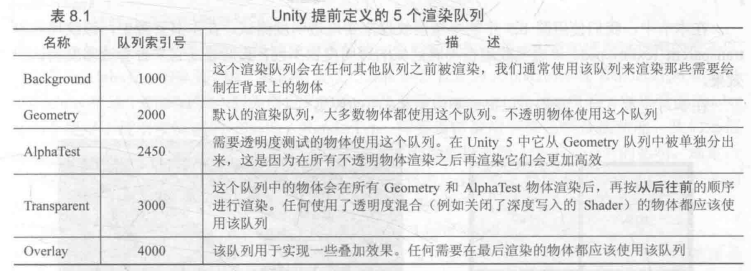 表 8.1 Unity 提前定义的 5 个渲染队列
名称 队列索引号 描 述
Background 1000 这个渲染队列会在任何其他队列之前被渲染，我们通常使用该队列来渲染那些需要绘
制在背景上的物体
Geometry 2000 默认的渲染队列，大多数物体都使用这个队列。不透明物体使用这个队列
AlphaTest 2450 需要透明度测试的物体使用这个队列。在 Unity 5 中它从 Geometry 队列中被单独分出
来，这是因为在所有不透明物体渲染之后再渲染它们会更加高效
Transparent 3000 这个队列中的物体会在所有 Geometry 和 AlphaTest 物体渲染后，再按从后往前的顺序
进行渲染。任何使用了透明度混合（例如关闭了深度写入的 Shader）的物体都应该使
用该队列
Overlay 4000 该队列用于实现一些叠加效果。任何需要在最后渲染的物体都应该使用该队列